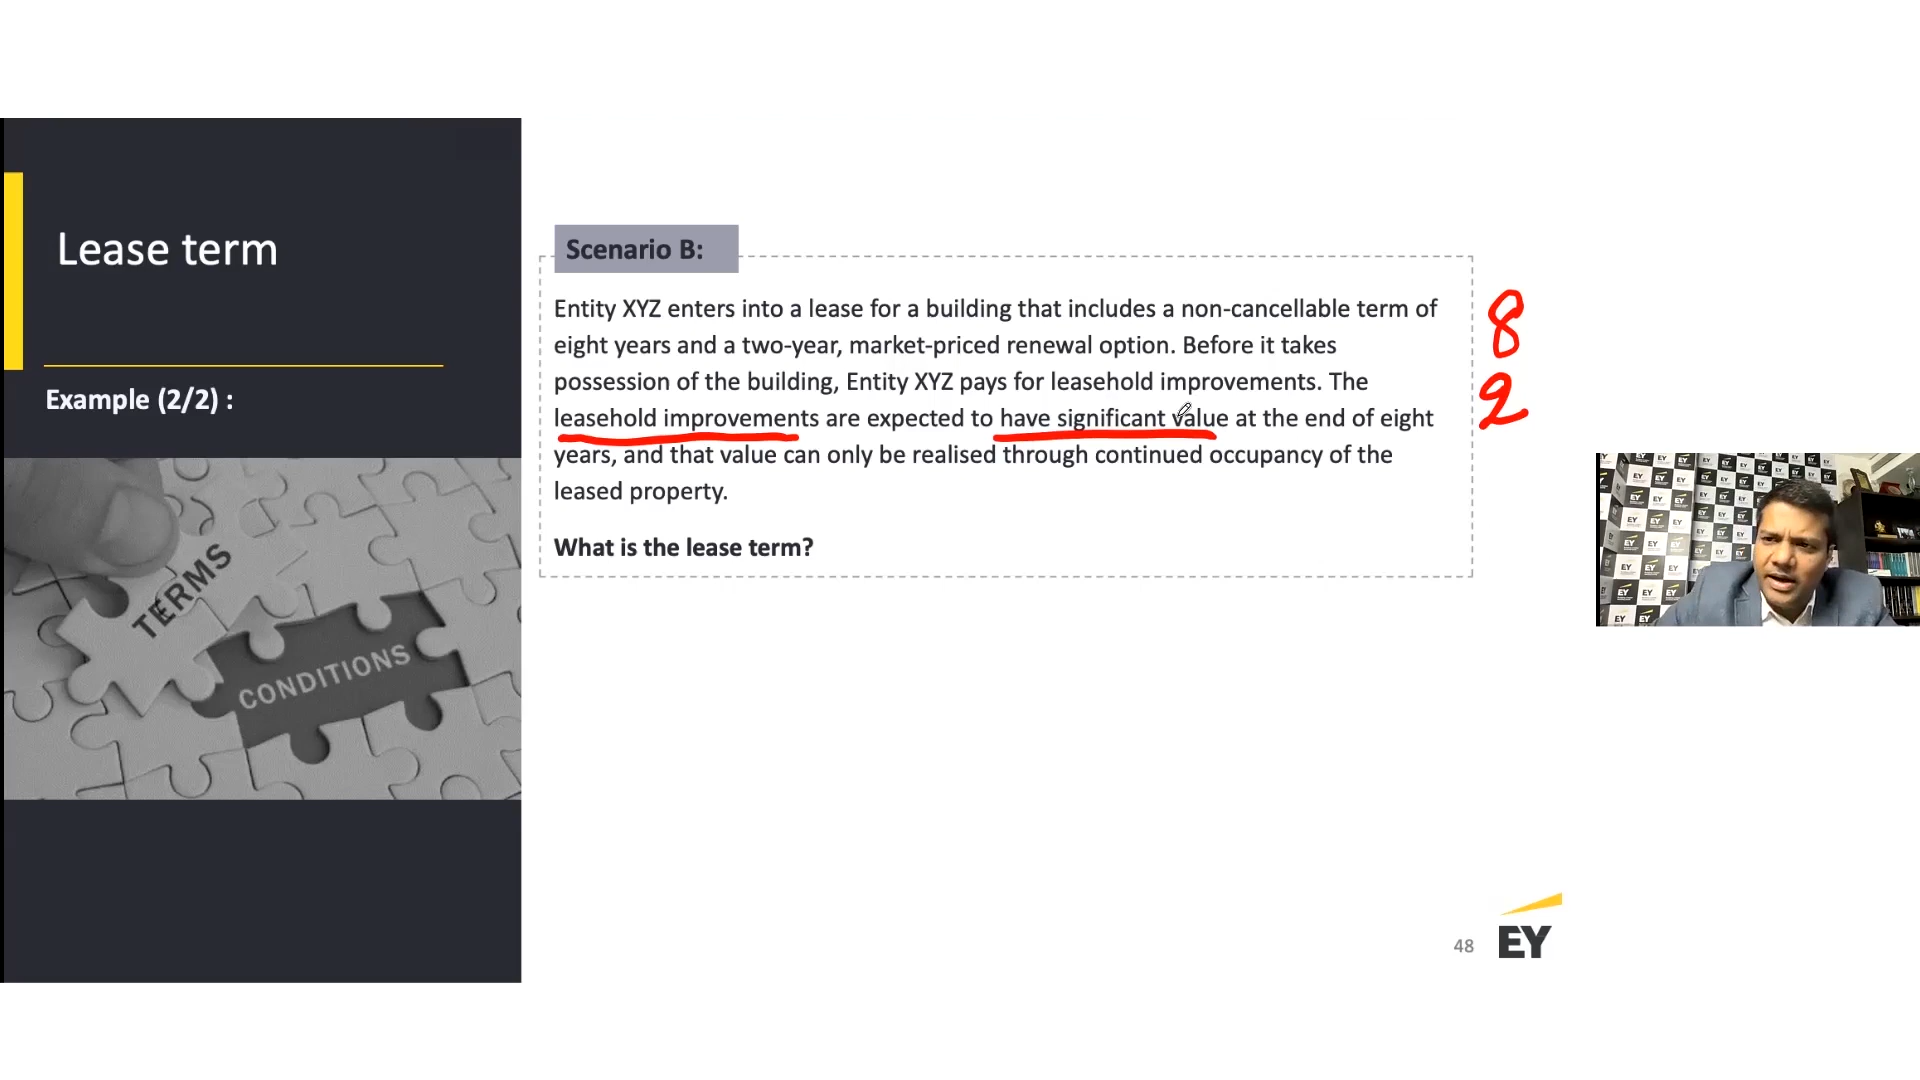 Lease term
Example (2/2) :
TERMS
CONDITIONS
Scenario B:
Entity XYZ enters into a lease for a building that includes a non-cancellable term of
eight years and a two-year, market-priced renewal option. Before it takes
possession of the building, Entity XYZ pays for leasehold improvements. The
leasehold improvements are expected to have significant value at the end of eight
years, and that value can only be realised through continued occupancy of the
leased property.
What is the lease term?
8
2
EY
48
EY